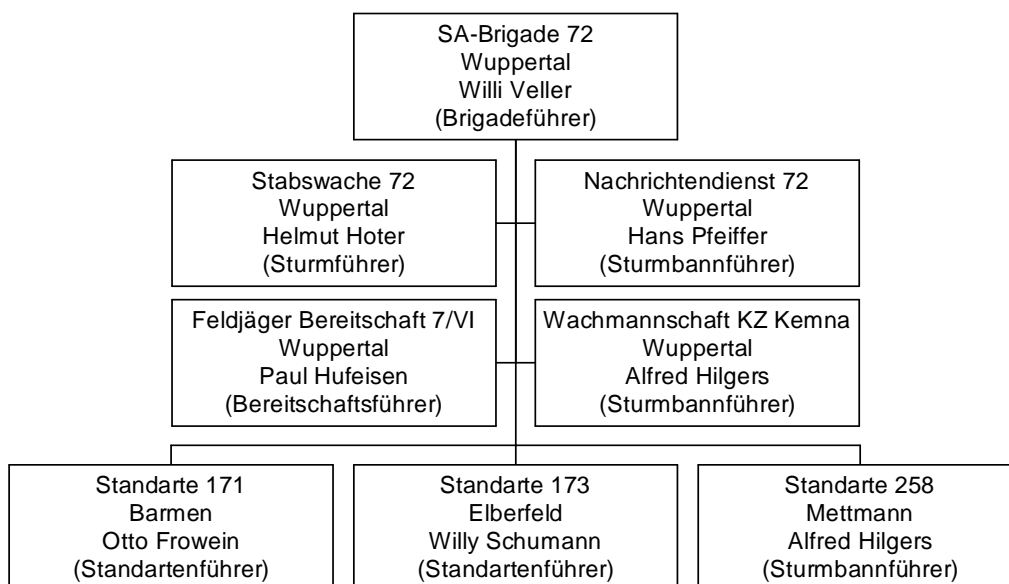 SA-Brigade 72
Wuppertal
Willi Veller
(Brigadeführer)
Stabswache 72
Wuppertal
Helmut Hoter
(Sturmführer)
Nachrichtendienst 72
Wuppertal
Hans Pfeiffer
(Sturmbannführer)
Feldjäger Bereitschaft 7/VI
Wuppertal
Paul Hufeisen
(Bereitschaftsführer)
Wachmannschaft KZ Kemna
Wuppertal
Alfred Hilgers
(Sturmbannführer)
Standarte 171
Barmen
Otto Frowein
(Standartenführer)
Standarte 173
Elberfeld
Willy Schumann
(Standartenführer)
Standarte 258
Mettmann
Alfred Hilgers
(Sturmbannführer)